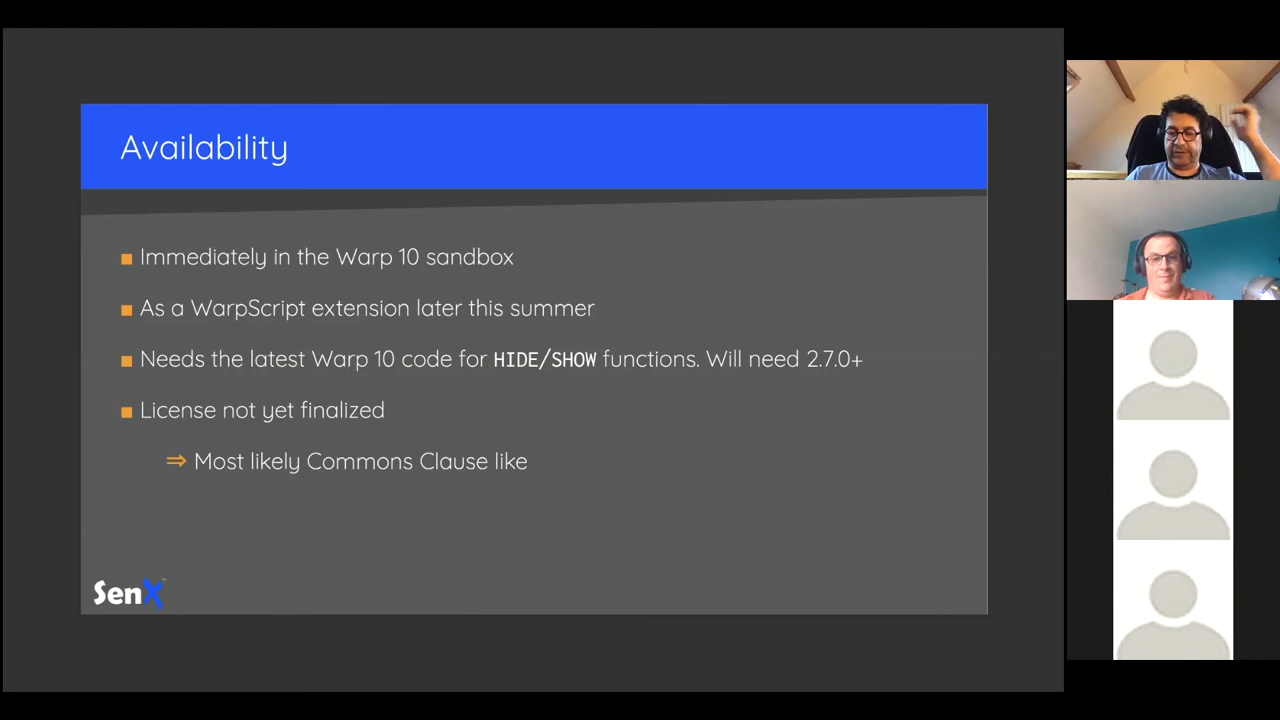 Availability
Immediately in the Warp 10 sandbox
As a WarpScript extension later this summer
Needs the latest Warp 10 code for HIDE/SHOW functions. Will need 2.7.0+
License not yet finalized
⇒ Most likely Commons Clause like
SenX